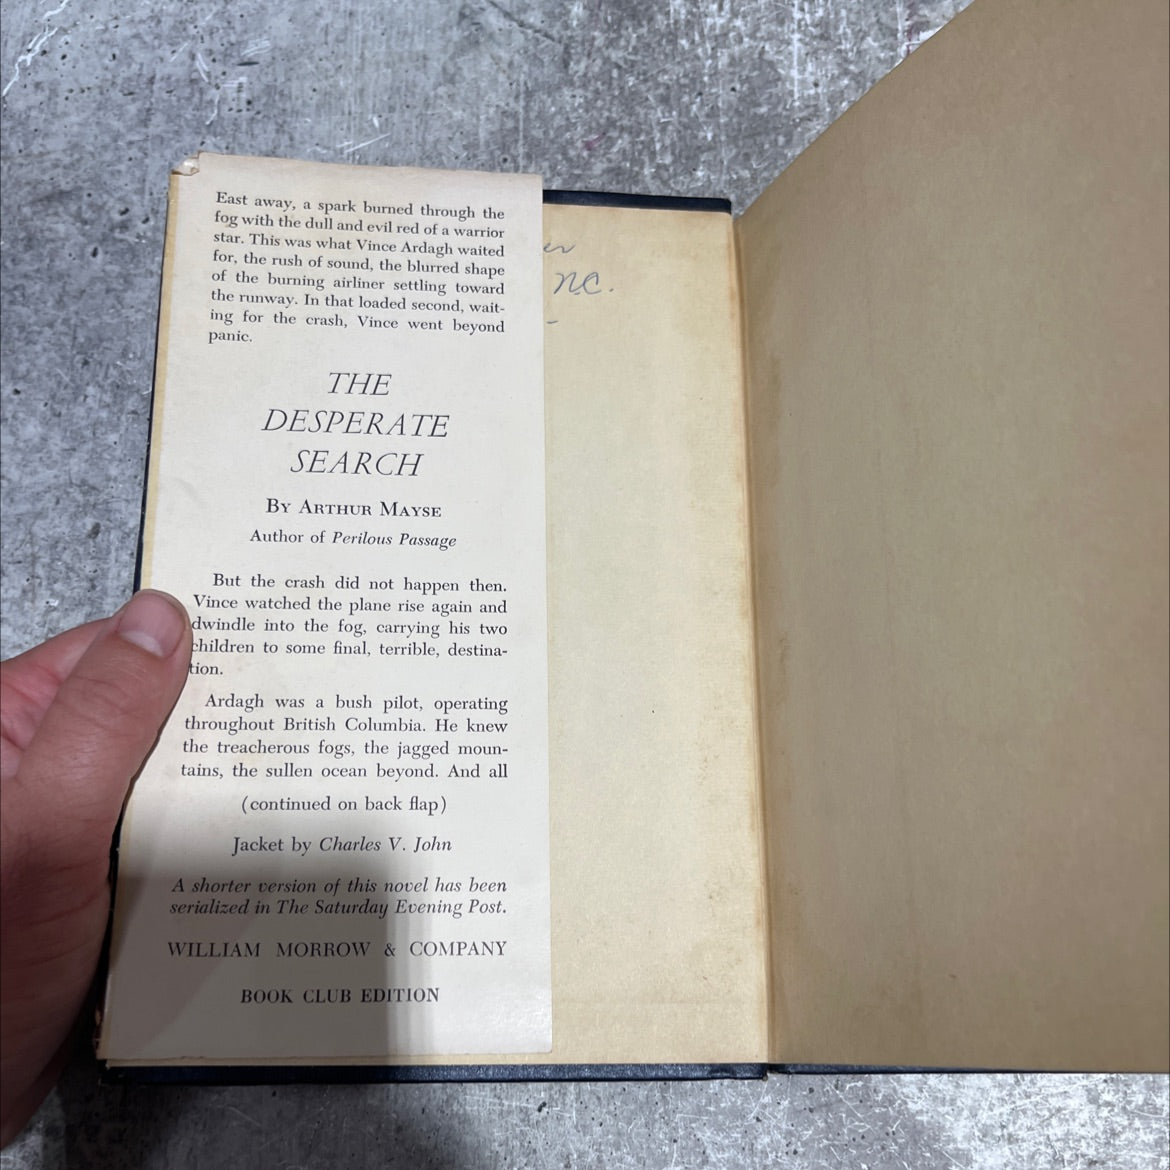 East away, a spark burned through the
fog with the dull and evil red of a warrior
star. This was what Vince Ardagh waited
for, the rush of sound, the blurred shape
of the burning airliner settling toward
the runway. In that loaded second, wait-
ing for the crash, Vince went beyond
panic.
THE
DESPERATE
SEARCH
By Arthur Mayse
Author of Perilous Passage
But the crash did not happen then.
Vince watched the plane rise again and
dwindle into the fog, carrying his two
children to some final, terrible, destina-
tion.
Ardagh was a bush pilot, operating
throughout British Columbia. He knew
the treacherous fogs, the jagged moun-
tains, the sullen ocean beyond. And all
(continued on back flap)
Jacket by Charles V. John
A shorter version of this novel has been
serialized in The Saturday Evening Post.
WILLIAM MORROW & COMPANY
BOOK CLUB EDITION
N.C.